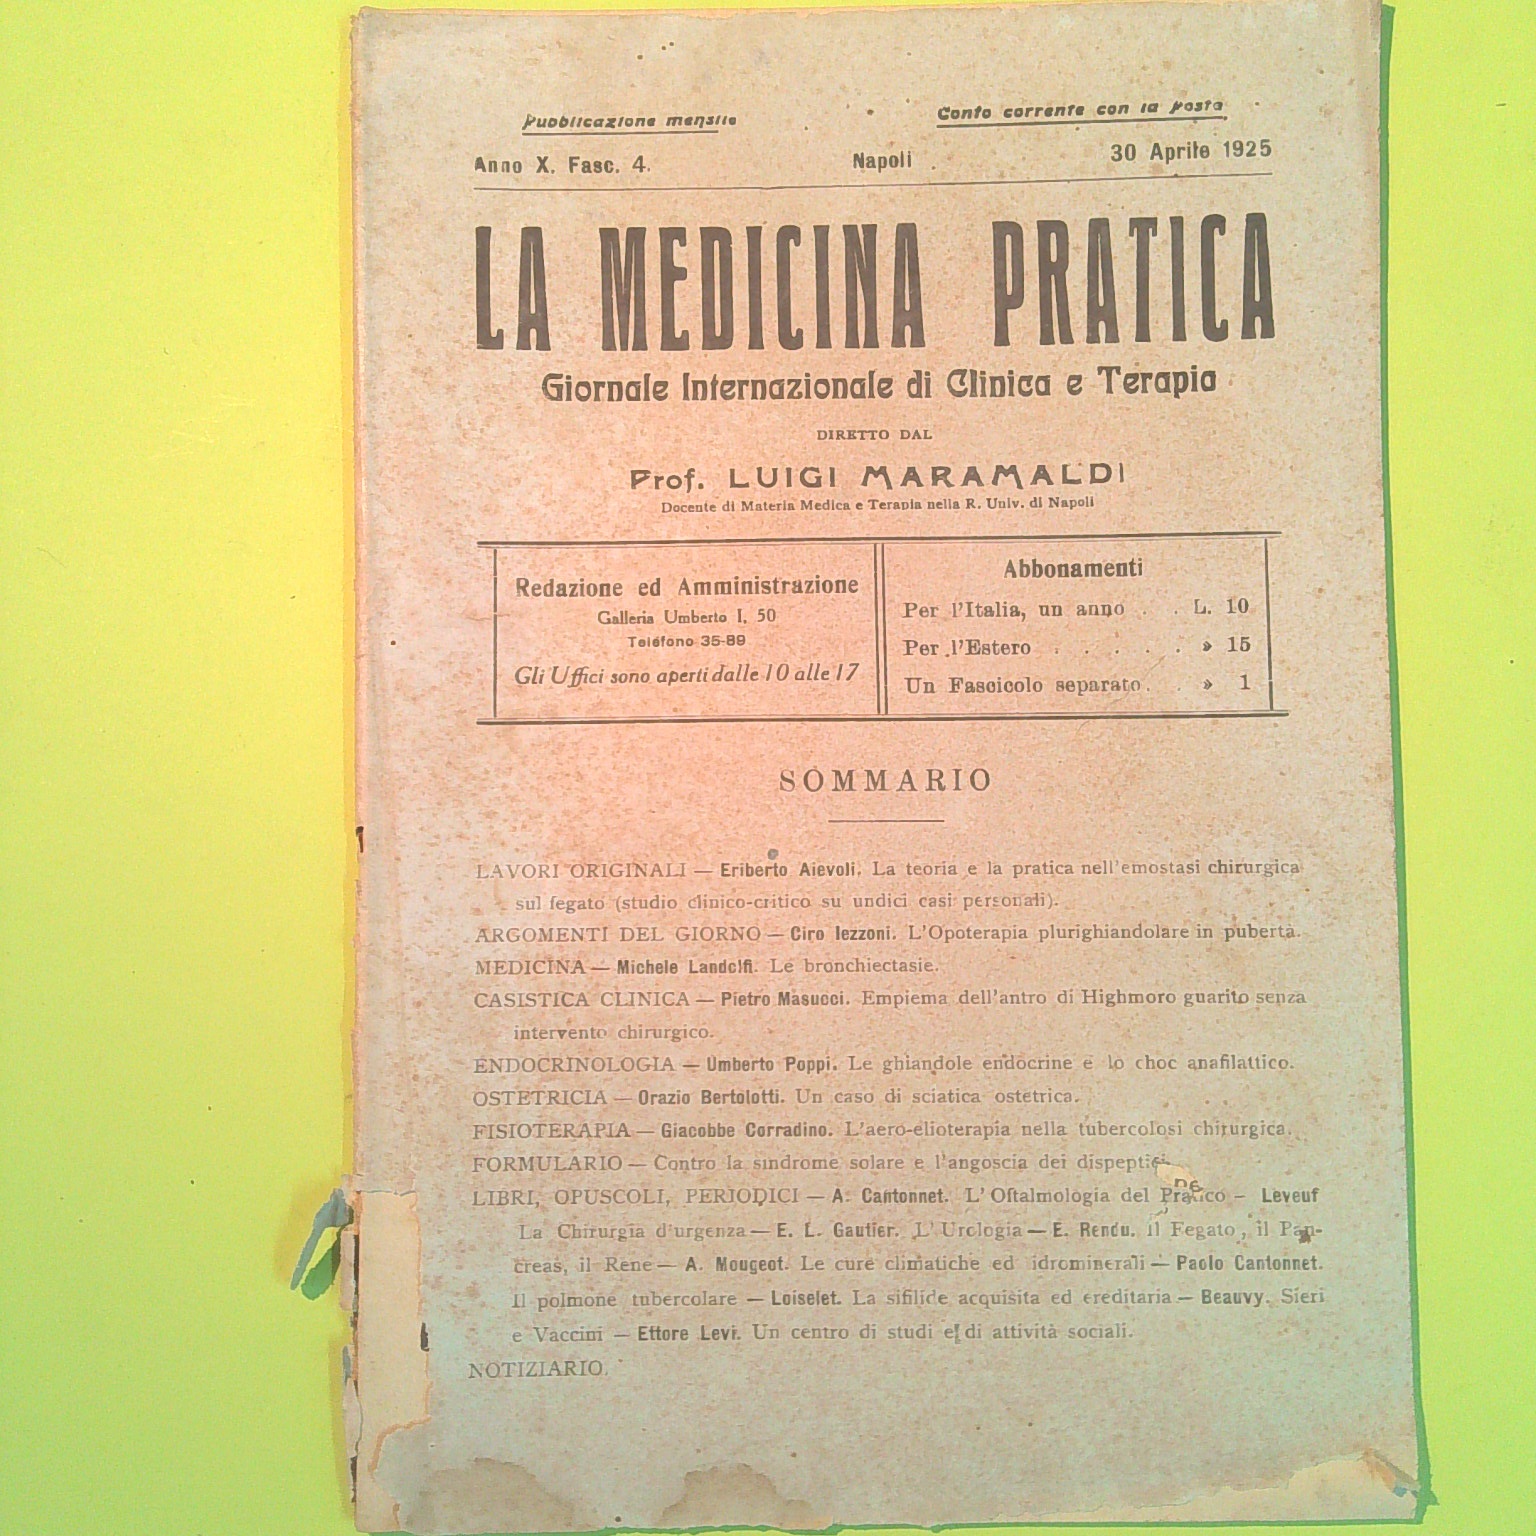 Pubblicazione mensile
Conto corrente con la posta
Anno X. Fasc. 4.
Napoli
30 Aprile 1925
LA MEDICINA PRATICA
Giornale Internazionale di Clinica e Terapia
DIRETTO DAL
Prof. LUIGI MARAMALDI
Docente di Materia Medica e Terapia nella R. Univ. di Napoli
Redazione ed Amministrazione
Galleria Umberto I, 50
Telefono 35-89
Gli Uffici sono aperti dalle 10 alle 17
Abbonamenti
Per l'Italia, un anno . . L. 10
Per l'Estero . . . . . » 15
Un Fascicolo separato. . » 1
SOMMARIO
LAVORI ORIGINALI — Eriberto Aievoli. La teoria e la pratica nell'emostasi chirurgica
sul fegato (studio clinico-critico su undici casi personali).
ARGOMENTI DEL GIORNO — Ciro Iezzoni. L'Opoterapia plurighiandolare in pubertà.
MEDICINA — Michele Landolfi. Le bronchiectasie.
CASISTICA CLINICA — Pietro Masucci. Empiema dell'antro di Highmoro guarito senza
intervento chirurgico.
ENDOCRINOLOGIA — Umberto Poppi. Le ghiandole endocrine e lo choc anafilattico.
OSTETRICIA — Orazio Bertolotti. Un caso di sciatica ostetrica.
FISIOTERAPIA — Giacobbe Corradino. L'aero-elioterapia nella tubercolosi chirurgica.
FORMULARIO — Contro la sindrome solare e l'angoscia dei dispeptici
LIBRI, OPUSCOLI, PERIODICI — A. Cantonnet. L'Oftalmologia del Pratico – Leveuf
La Chirurgia d'urgenza — E. L. Gautier. L'Urologia — E. Rendu. il Fegato, il Pan-
creas, il Rene — A. Mougeot. Le cure climatiche ed idrominerali — Paolo Cantonnet.
Il polmone tubercolare — Loiselet. La sifilide acquisita ed ereditaria — Beauvy. Sieri
e Vaccini — Ettore Levi. Un centro di studi e di attività sociali.
NOTIZIARIO.